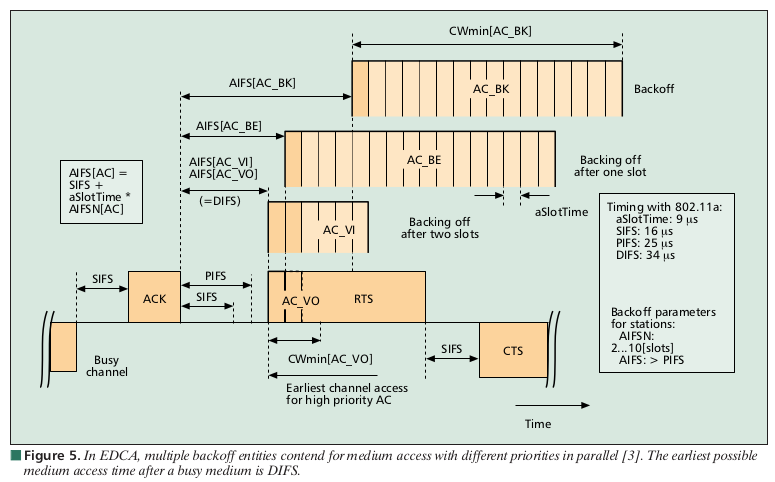 CWmin[AC_BK]
AIFS[AC_BK]
AC_BK
Backoff
AIFS[AC_BE]
AC_BE
Backing off
after one slot
AIFS[AC_VI]
AIFS[AC_VO]
(=DIFS)
AIFS[AC] =
SIFS +
aSlotTime *
AIFSN[AC]
aSlotTime
AC_VI
Backing off
after two slots
Timing with 802.11a:
aSlotTime: 9 μs
SIFS: 16 μs
PIFS: 25 μs
DIFS: 34 μs
Backoff parameters
for stations:
AIFSN:
2...10[slots]
AIFS: > PIFS
SIFS
ACK
PIFS
SIFS
AC_VO
RTS
Busy
channel
CWmin[AC_VO]
SIFS
CTS
Earliest channel access
for high priority AC
Time
Figure 5. In EDCA, multiple backoff entities contend for medium access with different priorities in parallel [3]. The earliest possible
medium access time after a busy medium is DIFS.